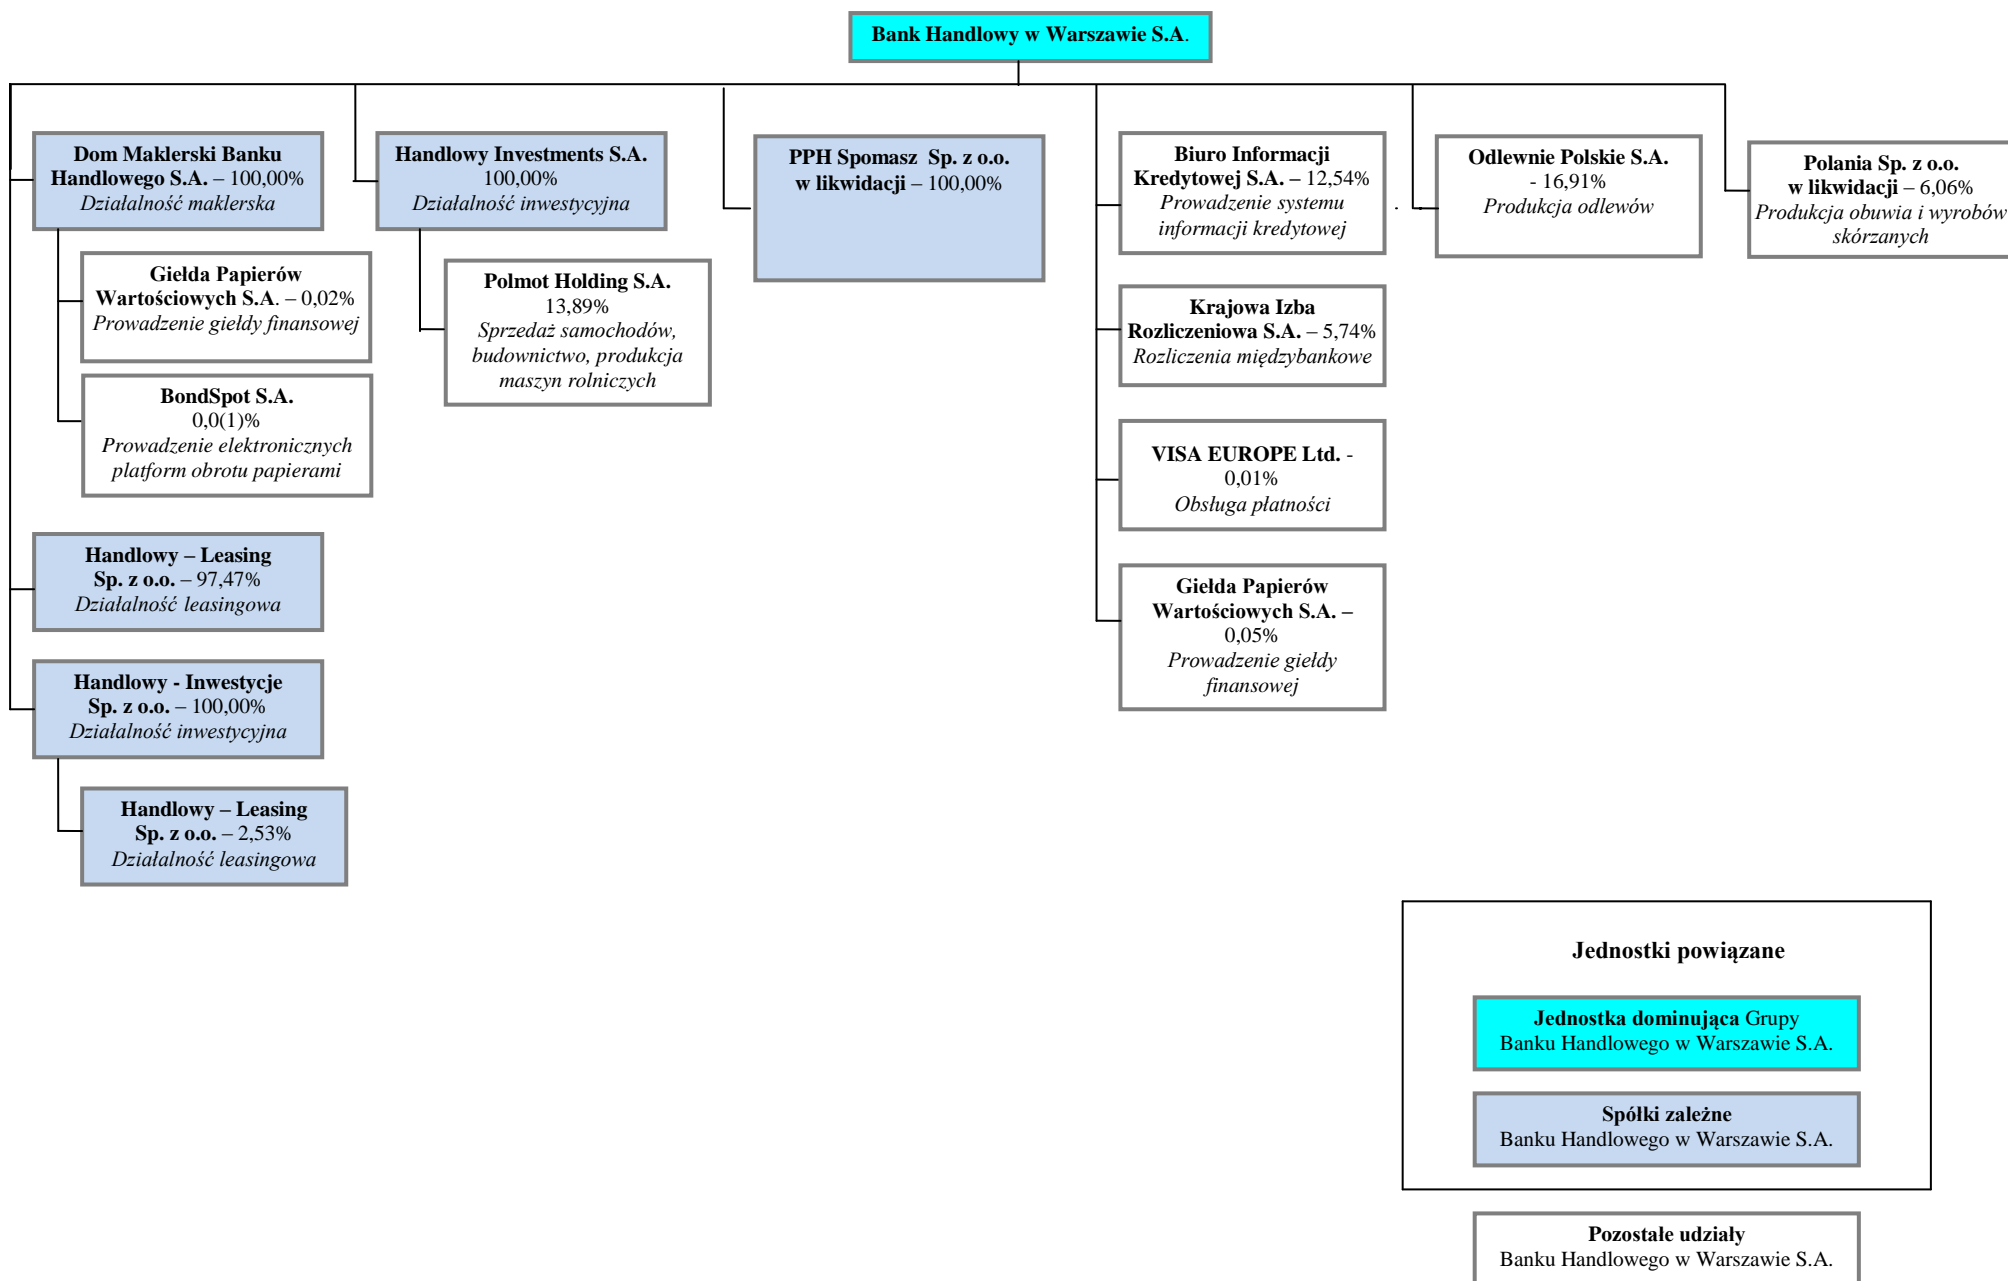 Bank Handlowy w Warszawie S.A.
Dom Maklerski Banku
Handlowego S.A. – 100,00%
Działalność maklerska
Giełda Papierów
Wartościowych S.A. – 0,02%
Prowadzenie giełdy finansowej
BondSpot S.A.
0,0(1)%
Prowadzenie elektronicznych
platform obrotu papierami
Handlowy – Leasing
Sp. z o.o. – 97,47%
Działalność leasingowa
Handlowy - Inwestycje
Sp. z o.o. – 100,00%
Działalność inwestycyjna
Handlowy – Leasing
Sp. z o.o. – 2,53%
Działalność leasingowa
Handlowy Investments S.A.
100,00%
Działalność inwestycyjna
Polmot Holding S.A.
13,89%
Sprzedaż samochodów,
budownictwo, produkcja
maszyn rolniczych
PPH Spomasz Sp. z o.o.
w likwidacji – 100,00%
Biuro Informacji
Kredytowej S.A. – 12,54%
Prowadzenie systemu
informacji kredytowej
Krajowa Izba
Rozliczeniowa S.A. – 5,74%
Rozliczenia międzybankowe
VISA EUROPE Ltd. -
0,01%
Obsługa płatności
Giełda Papierów
Wartościowych S.A. –
0,05%
Prowadzenie giełdy
finansowej
Odlewnie Polskie S.A.
- 16,91%
Produkcja odlewów
Polania Sp. z o.o.
w likwidacji – 6,06%
Produkcja obuwia i wyrobów
skórzanych
Jednostki powiązane
Jednostka dominująca Grupy
Banku Handlowego w Warszawie S.A.
Spółki zależne
Banku Handlowego w Warszawie S.A.
Pozostałe udziały
Banku Handlowego w Warszawie S.A.